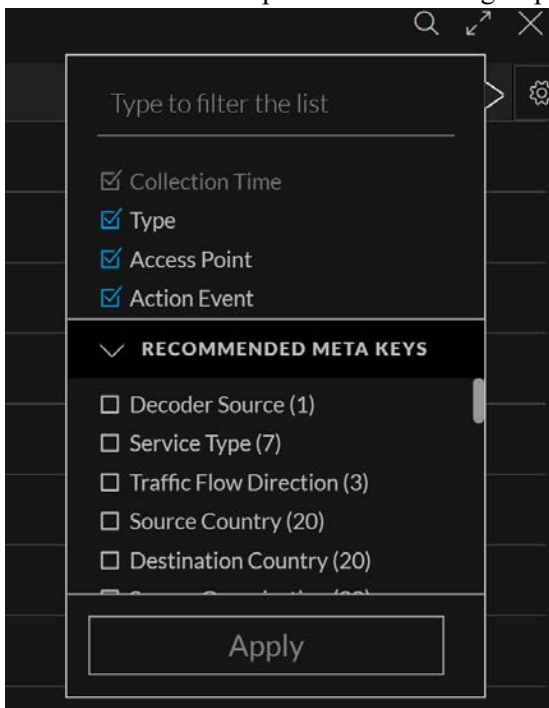 Type to filter the list
Collection Time
Type
Access Point
Action Event
RECOMMENDED META KEYS
Decoder Source (1)
Service Type (7)
Traffic Flow Direction (3)
Source Country (20)
Destination Country (20)
Apply